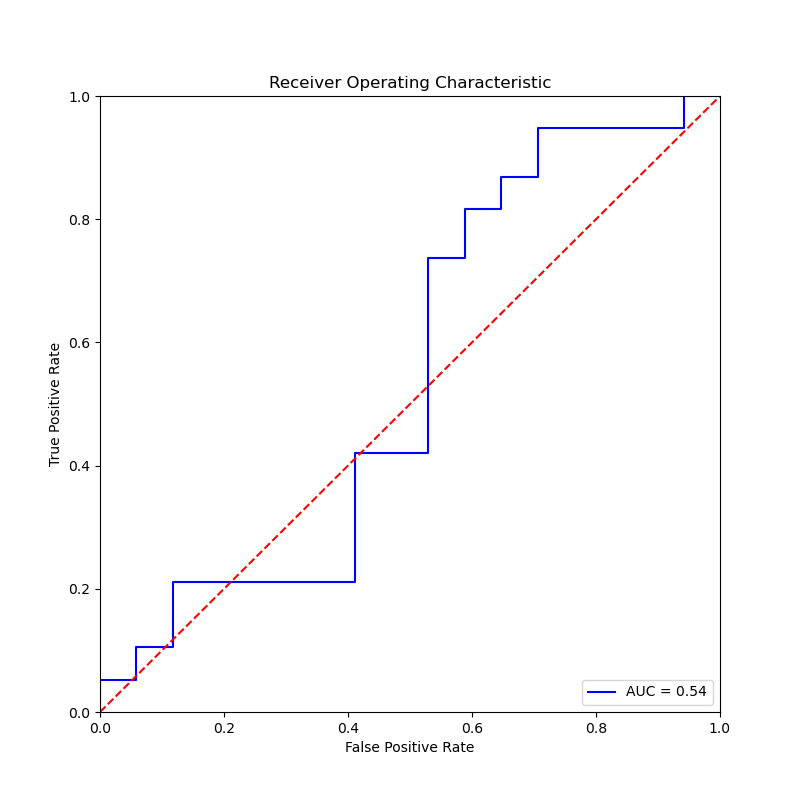 Receiver Operating Characteristic
1.0
0.8
0.6
0.4
0.2
0.0
True Positive Rate
AUC = 0.54
0.0 0.2 0.4 0.6 0.8 1.0
False Positive Rate